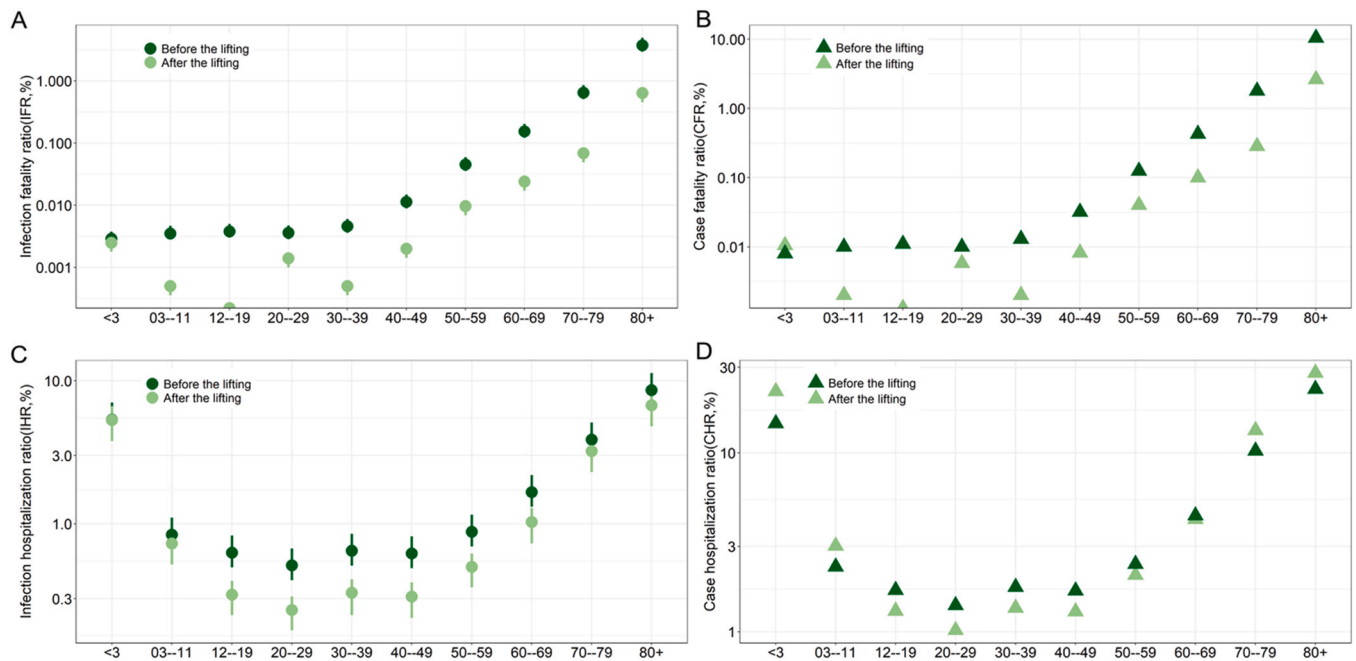 A
Infection fatality ratio(IFR,%)
Before the lifting
After the lifting
1.000
0.100
0.010
0.001
<3 03--11 12--19 20--29 30--39 40--49 50--59 60--69 70--79 80+
B
Case fatality ratio(CFR,%)
Before the lifting
After the lifting
10.00
1.00
0.10
0.01
<3 03--11 12--19 20--29 30--39 40--49 50--59 60--69 70--79 80+
C
Infection hospitalization ratio(IHR,%)
Before the lifting
After the lifting
10.0
3.0
1.0
0.3
<3 03--11 12--19 20--29 30--39 40--49 50--59 60--69 70--79 80+
D
Case hospitalization ratio(CHR,%)
Before the lifting
After the lifting
30
10
3
1
<3 03--11 12--19 20--29 30--39 40--49 50--59 60--69 70--79 80+